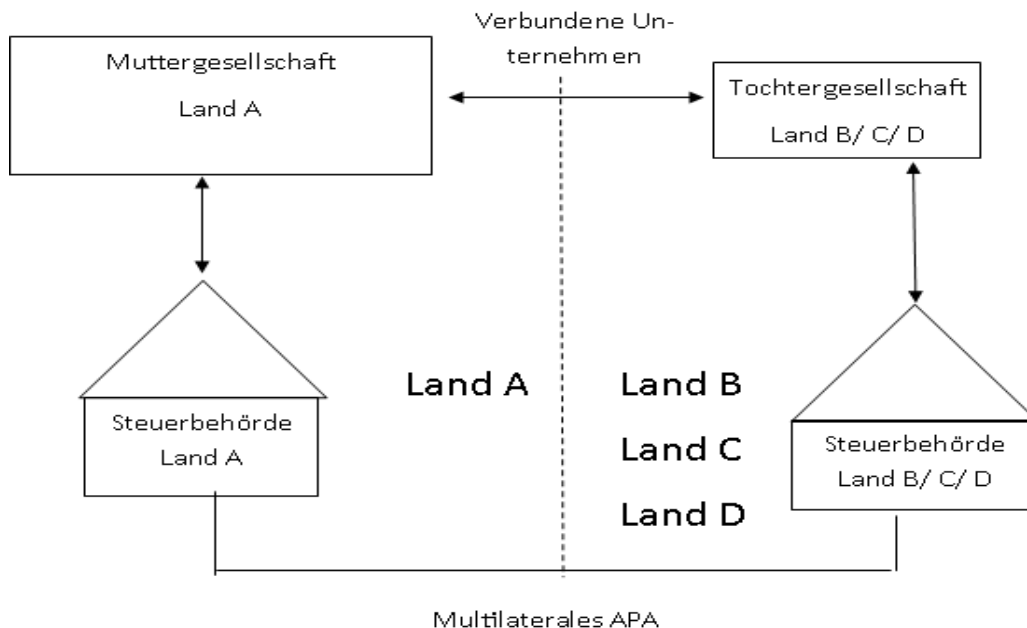 Verbundene Un-
ternehmen
Muttergesellschaft
Land A
Tochtergesellschaft
Land B/ C/ D
Land A
Land B
Land C
Land D
Steuerbehörde
Land A
Steuerbehörde
Land B/ C/ D
Multilaterales APA